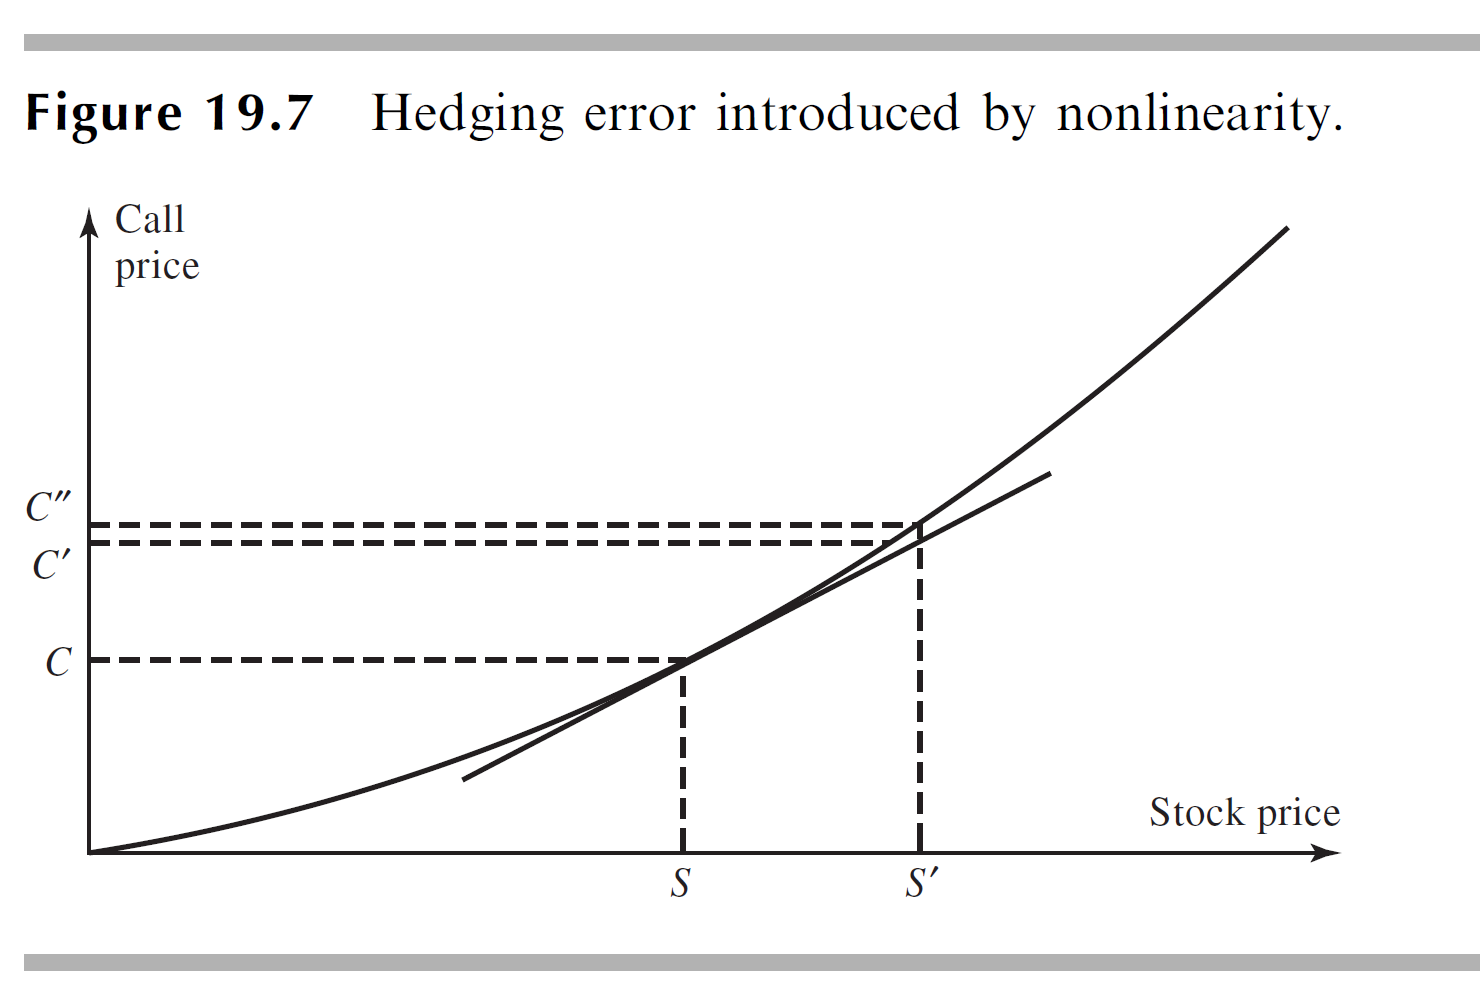 Figure 19.7 Hedging error introduced by nonlinearity.
Call
price
C″
C′
C
Stock price
S
S′